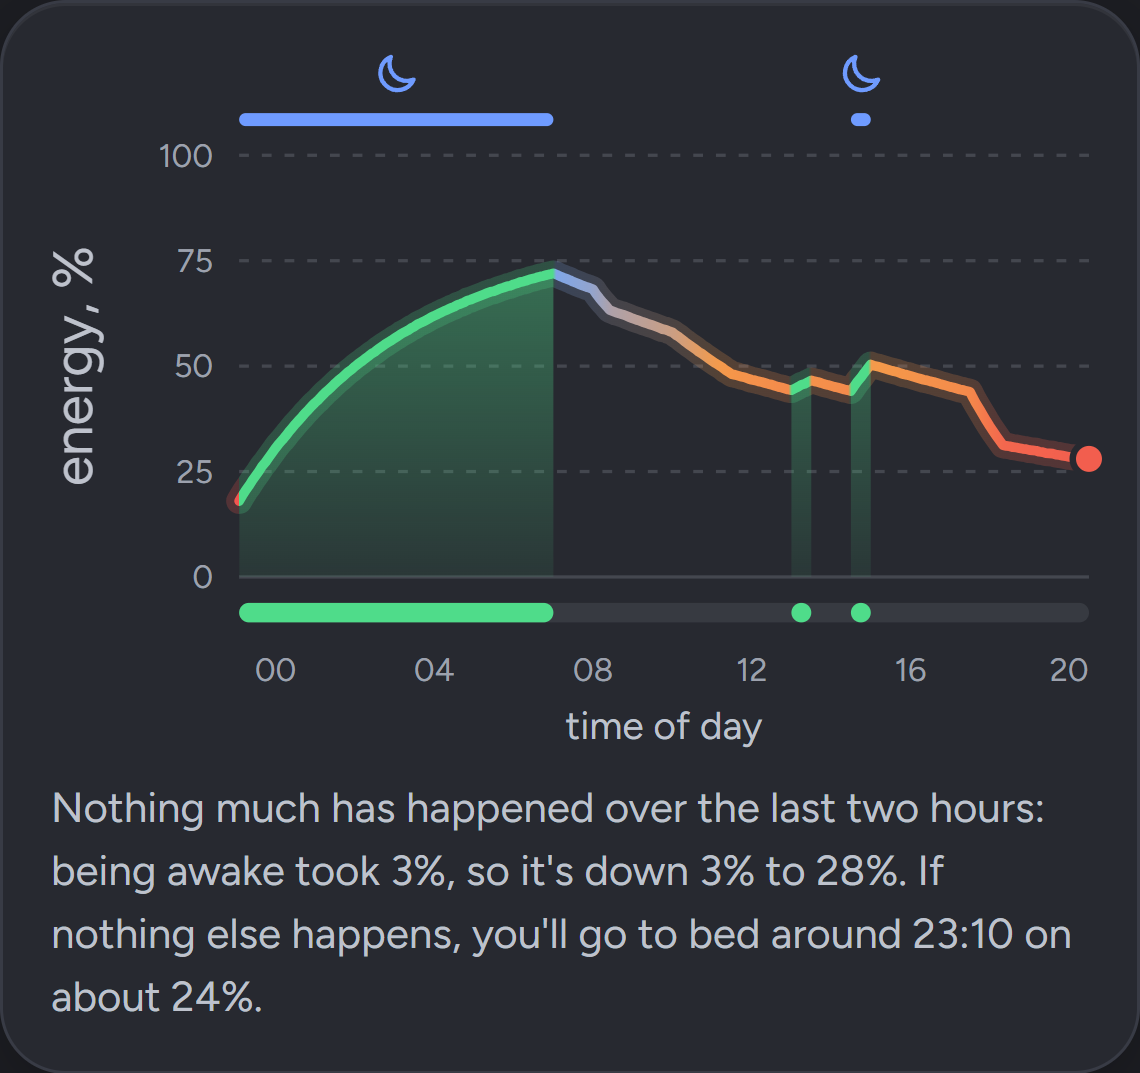 100
75
50
25
0
energy, %
00 04 08 12 16 20
time of day
Nothing much has happened over the last two hours:
being awake took 3%, so it's down 3% to 28%. If
nothing else happens, you'll go to bed around 23:10 on
about 24%.